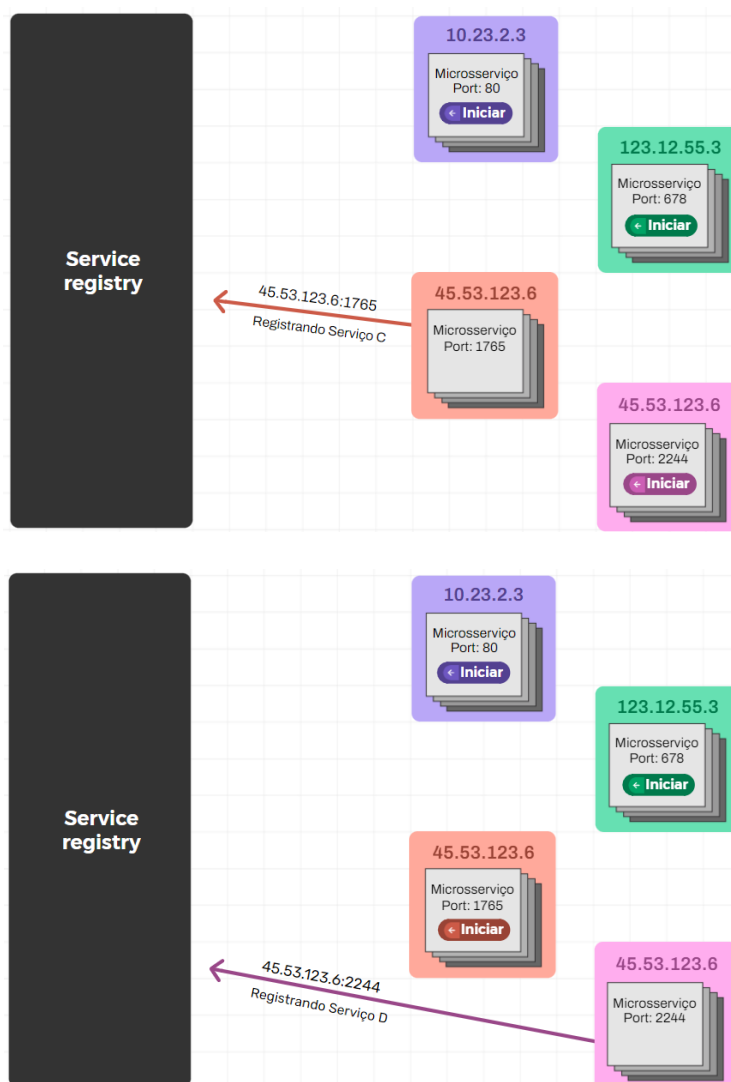 10.23.2.3
Microsserviço
Port: 80
Iniciar
123.12.55.3
Microsserviço
Port: 678
Iniciar
Service
registry
45.53.123.6:1765
Registrando Serviço C
45.53.123.6
Microsserviço
Port: 1765
45.53.123.6
Microsserviço
Port: 2244
Iniciar
10.23.2.3
Microsserviço
Port: 80
Iniciar
123.12.55.3
Microsserviço
Port: 678
Iniciar
Service
registry
45.53.123.6
Microsserviço
Port: 1765
Iniciar
45.53.123.6:2244
Registrando Serviço D
45.53.123.6
Microsserviço
Port: 2244